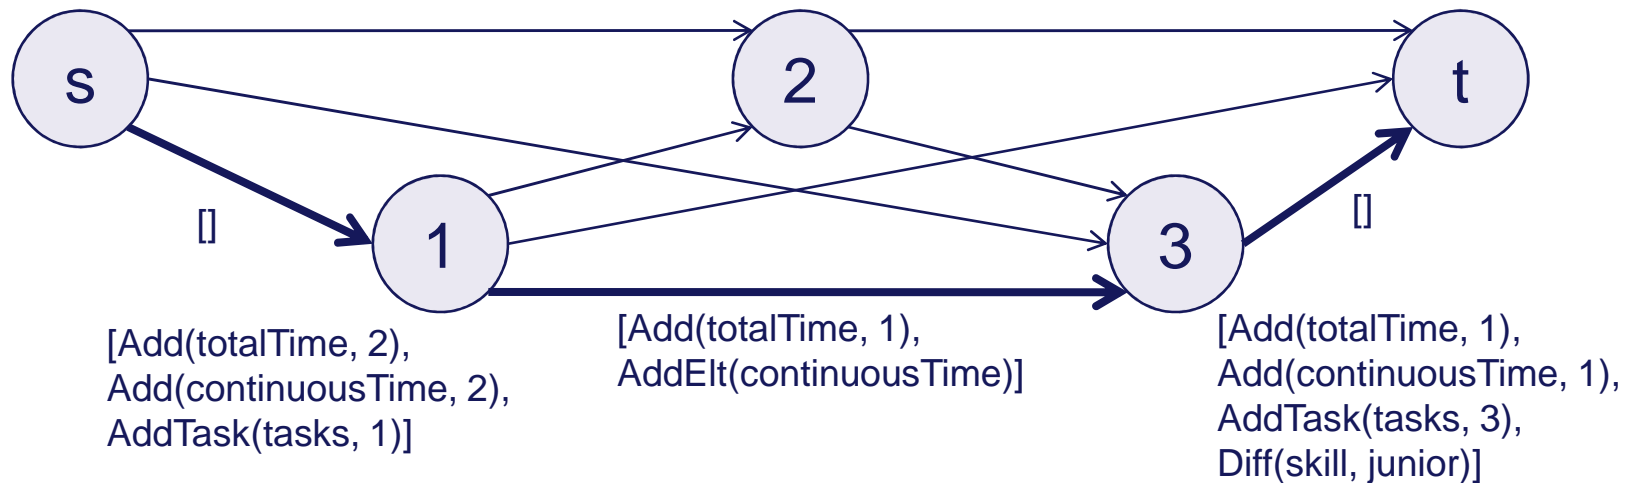 s
2
t
[]
1
3
[]
[Add(totalTime, 2),
Add(continuousTime, 2),
AddTask(tasks, 1)]
[Add(totalTime, 1),
AddElt(continuousTime)]
[Add(totalTime, 1),
Add(continuousTime, 1),
AddTask(tasks, 3),
Diff(skill, junior)]